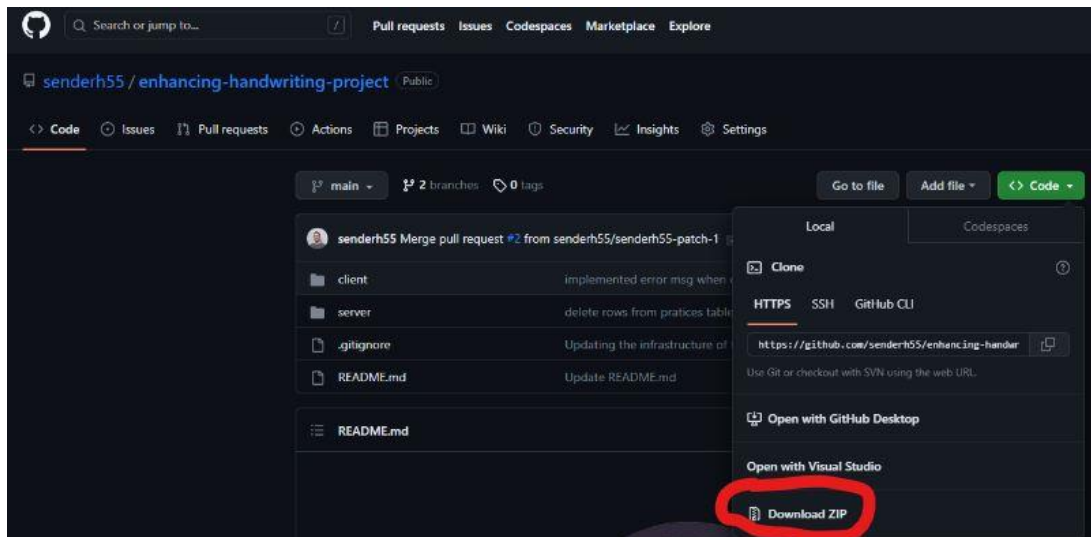 Search or jump to... /
Pull requests Issues Codespaces Marketplace Explore
senderh55 / enhancing-handwriting-project Public
<> Code Issues Pull requests Actions Projects Wiki Security Insights Settings
main 2 branches 0 tags Go to file Add file <> Code
senderh55 Merge pull request #2 from senderh55/senderh55-patch-1
client implemented error msg when
server delete rows from pratices table
.gitignore Updating the infrastructure of
README.md Update README.md
README.md
Local Codespaces
Clone
HTTPS SSH GitHub CLI
https://github.com/senderh55/enhancing-handwr
Use Git or checkout with SVN using the web URL.
Open with GitHub Desktop
Open with Visual Studio
Download ZIP